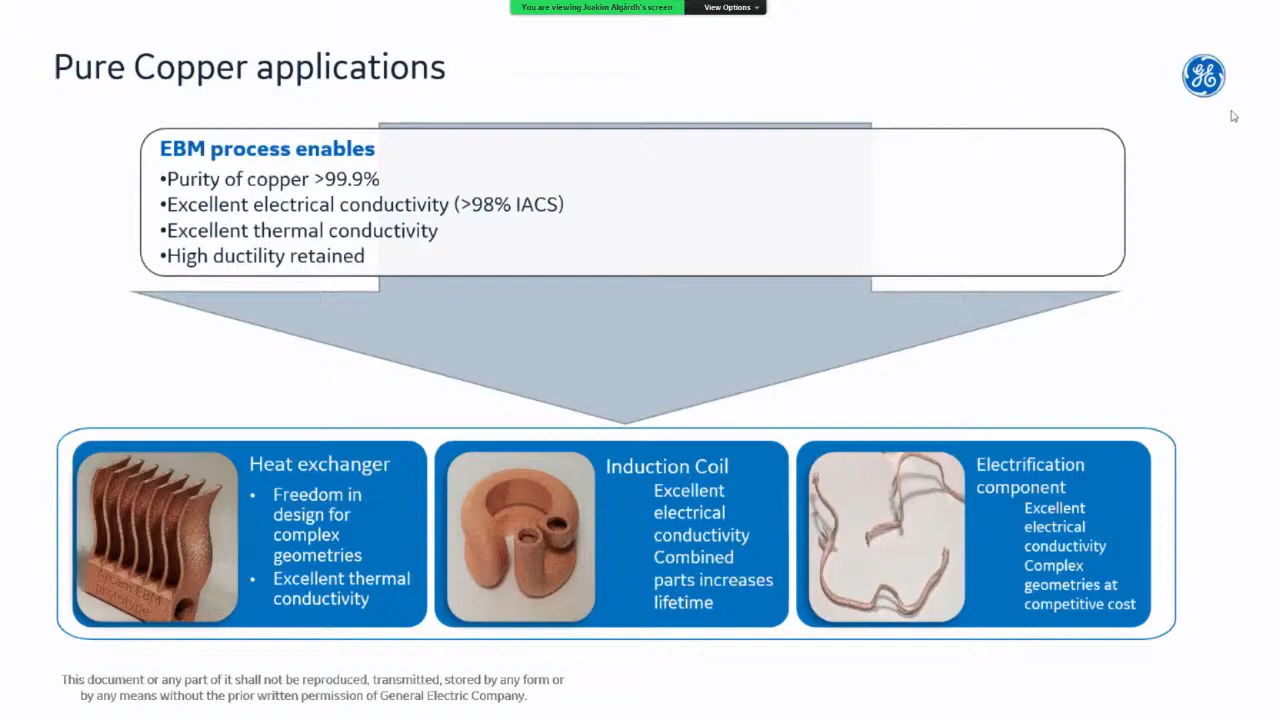 You are viewing Joakim Algårdh's screen
View Options
Pure Copper applications
EBM process enables
•Purity of copper >99.9%
•Excellent electrical conductivity (>98% IACS)
•Excellent thermal conductivity
•High ductility retained
Heat exchanger
• Freedom in
design for
complex
geometries
• Excellent thermal
conductivity
Arcam EBM
prototype
Induction Coil
Excellent
electrical
conductivity
Combined
parts increases
lifetime
Electrification
component
Excellent
electrical
conductivity
Complex
geometries at
competitive cost
This document or any part of it shall not be reproduced, transmitted, stored by any form or
by any means without the prior written permission of General Electric Company.